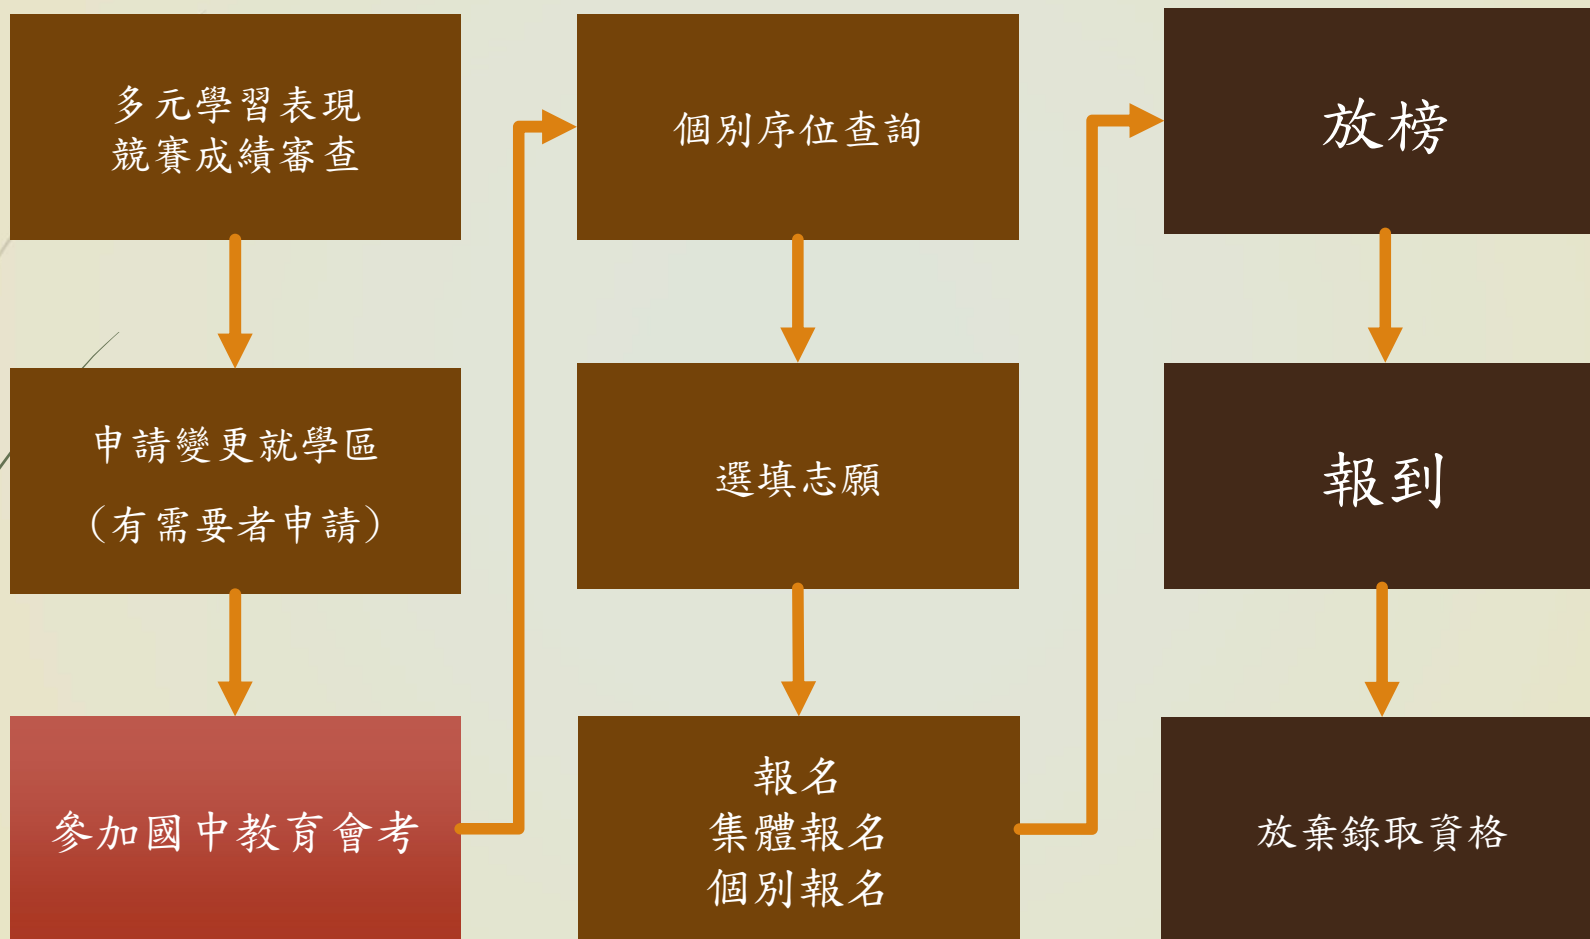 多元學習表現
競賽成績審查
申請變更就學區
（有需要者申請）
參加國中教育會考
個別序位查詢
選填志願
報名
集體報名
個別報名
放榜
報到
放棄錄取資格